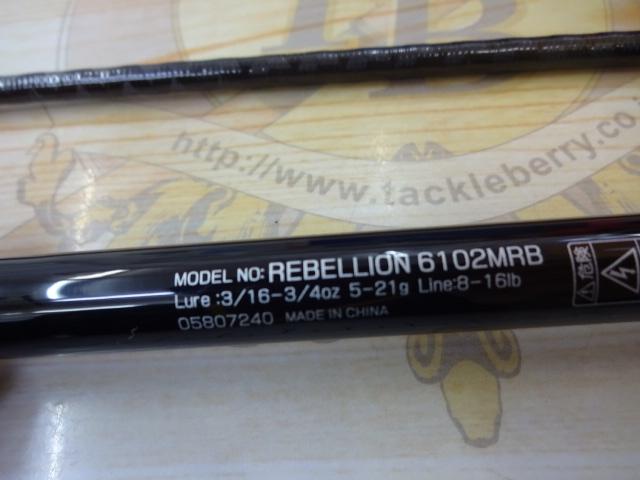 http://www.tackleberry.co
MODEL NO: REBELLION 6102MRB
Lure :3/16-3/4oz 5-21g Line:8-16lb
05807240 MADE IN CHINA
危険